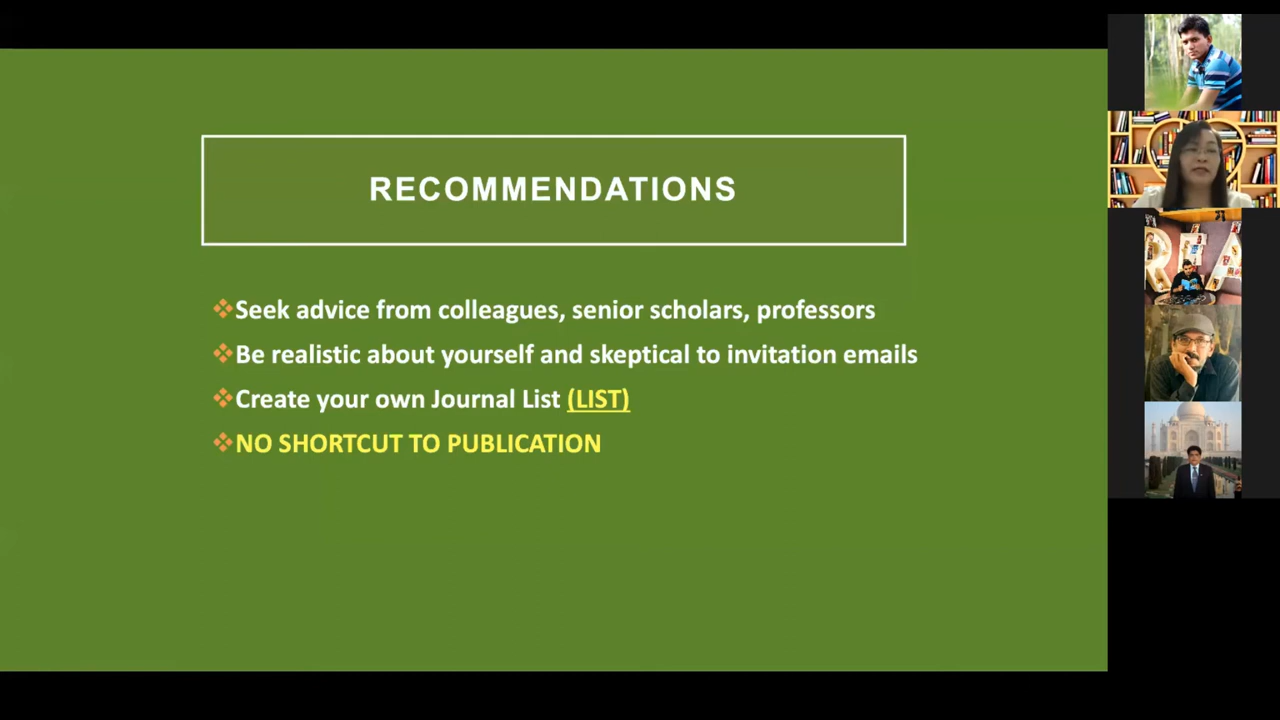 RECOMMENDATIONS
Seek advice from colleagues, senior scholars, professors
Be realistic about yourself and skeptical to invitation emails
Create your own Journal List (LIST)
NO SHORTCUT TO PUBLICATION